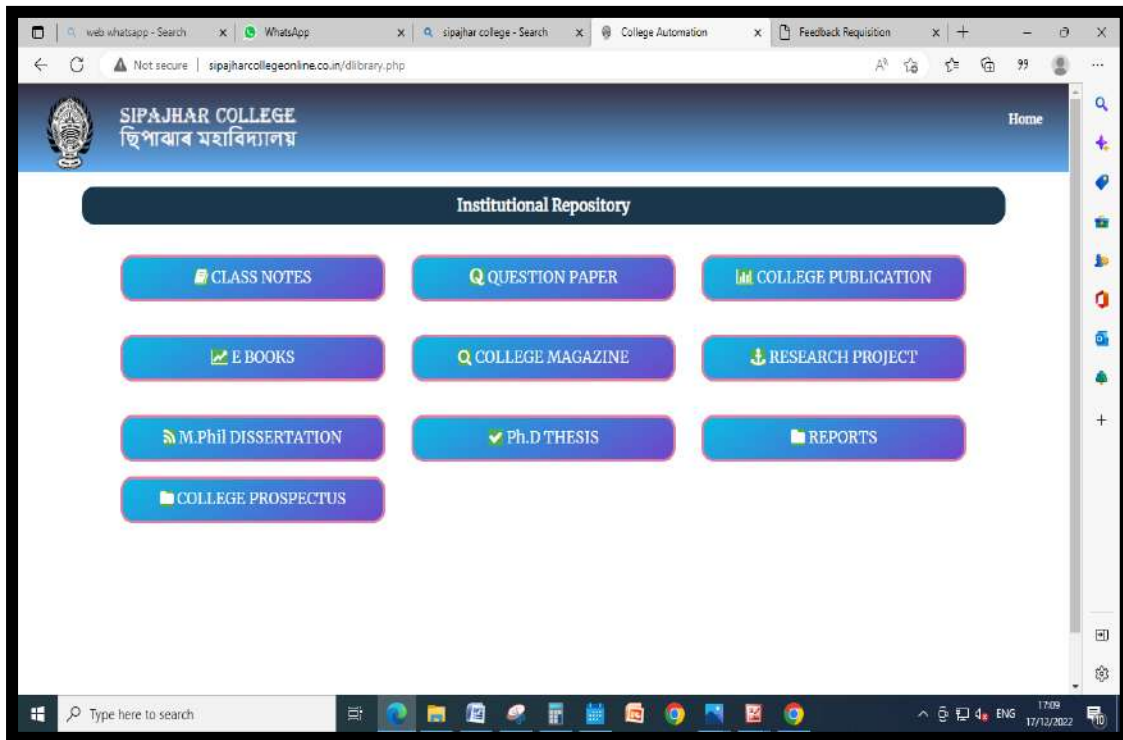 web whatsapp - Search
WhatsApp
sipajhar college - Search
College Automation
Feedback Requisition
Not secure
sipajharcollegeonline.co.in/dlibrary.php
SIPAJHAR COLLEGE
ছিপাঝাৰ মহাবিদ্যালয়
Home
Institutional Repository
CLASS NOTES
QUESTION PAPER
COLLEGE PUBLICATION
E BOOKS
COLLEGE MAGAZINE
RESEARCH PROJECT
M.Phil DISSERTATION
Ph.D THESIS
REPORTS
COLLEGE PROSPECTUS
Type here to search
ENG
17:09
17/12/2022